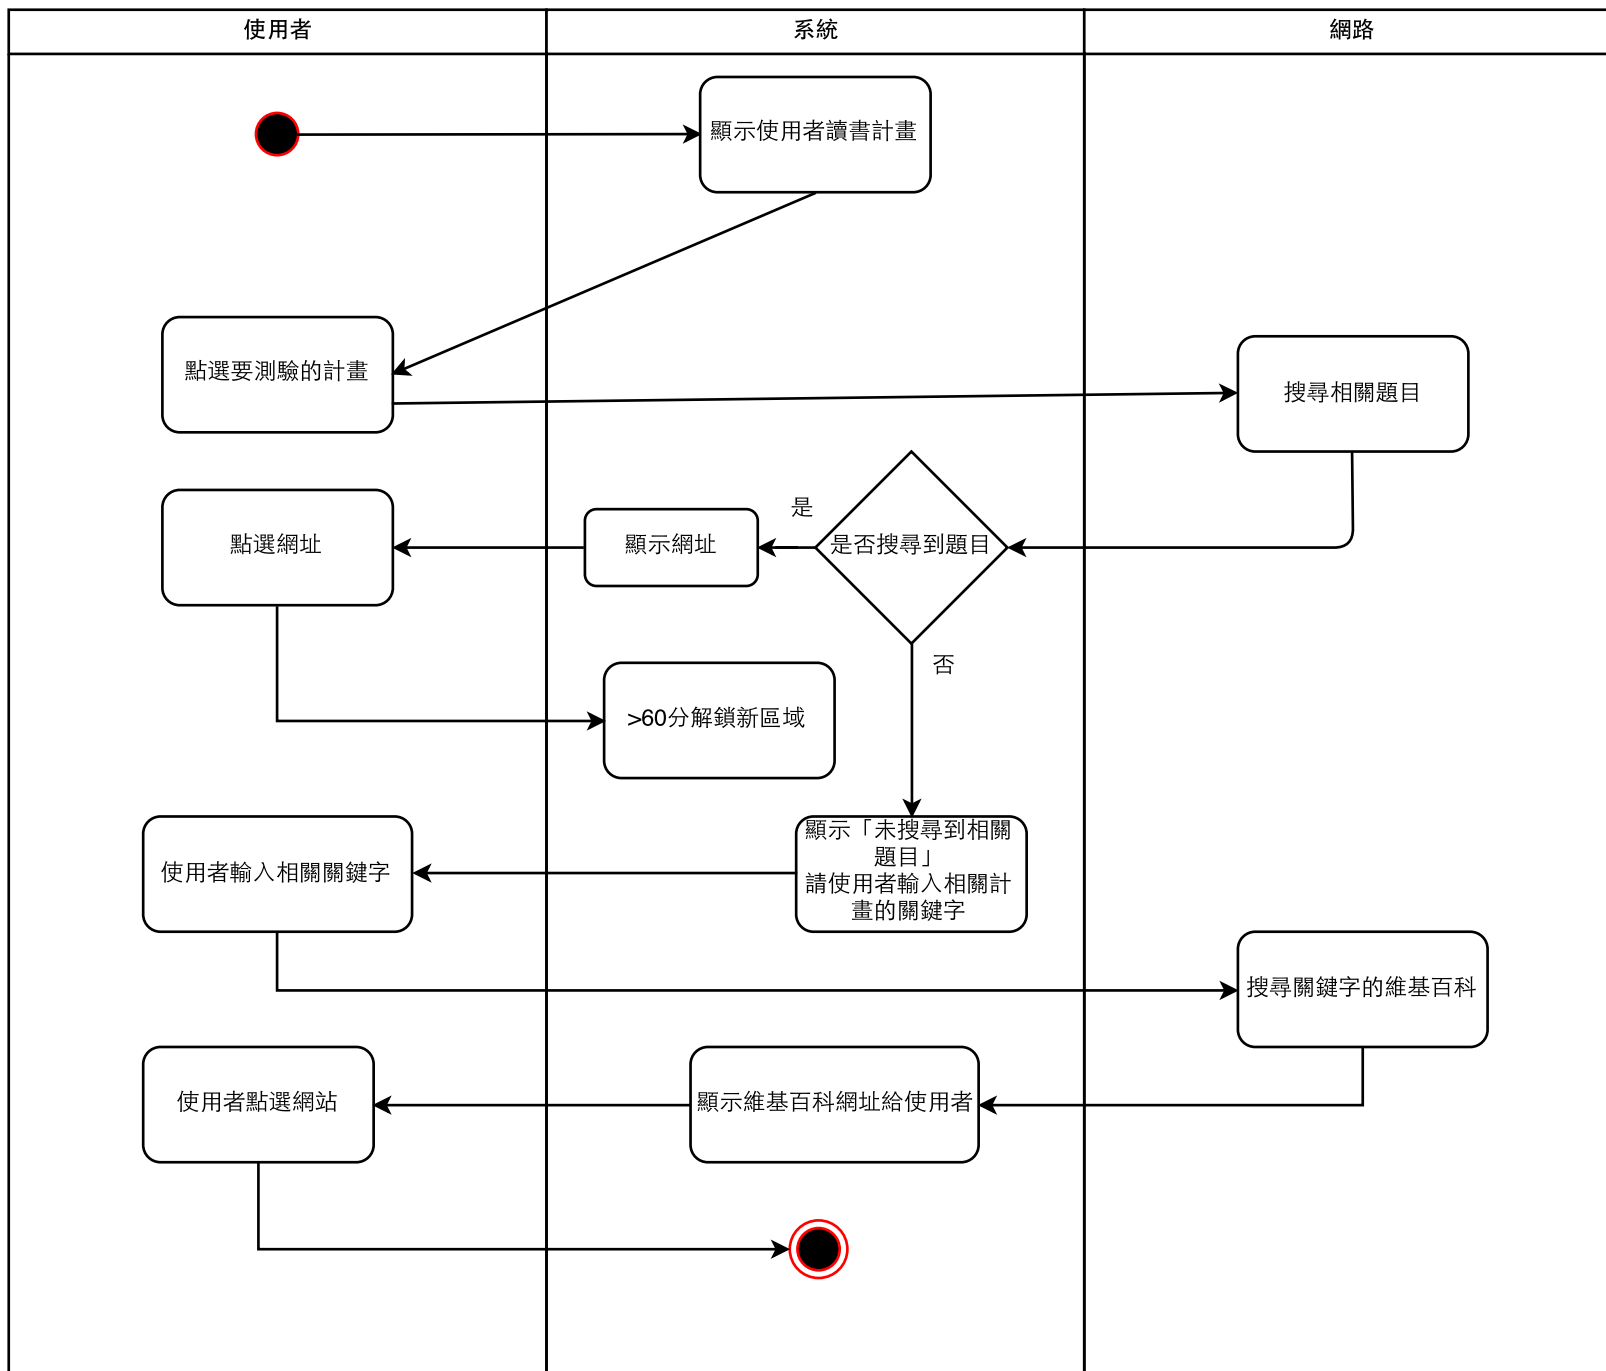 使用者
系統
網路
顯示使用者讀書計畫
點選要測驗的計畫
搜尋相關題目
是
點選網址
顯示網址
是否搜尋到題目
否
>60分解鎖新區域
顯示「未搜尋到相關
題目」
請使用者輸入相關計
畫的關鍵字
使用者輸入相關關鍵字
搜尋關鍵字的維基百科
使用者點選網站
顯示維基百科網址給使用者